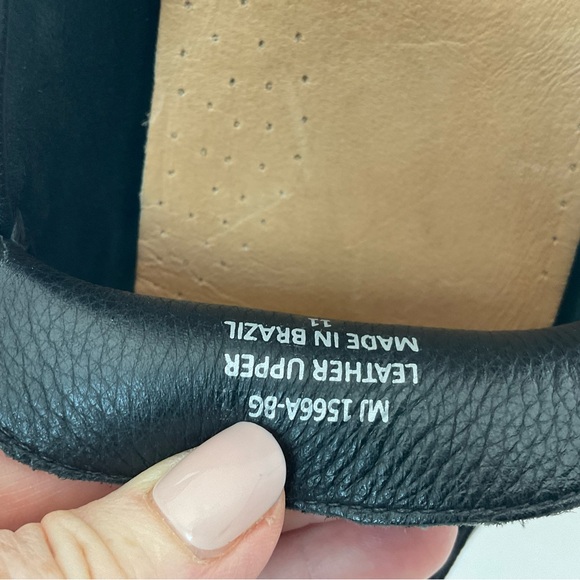 MJ 1566A-BG
LEATHER UPPER
MADE IN BRAZIL
11